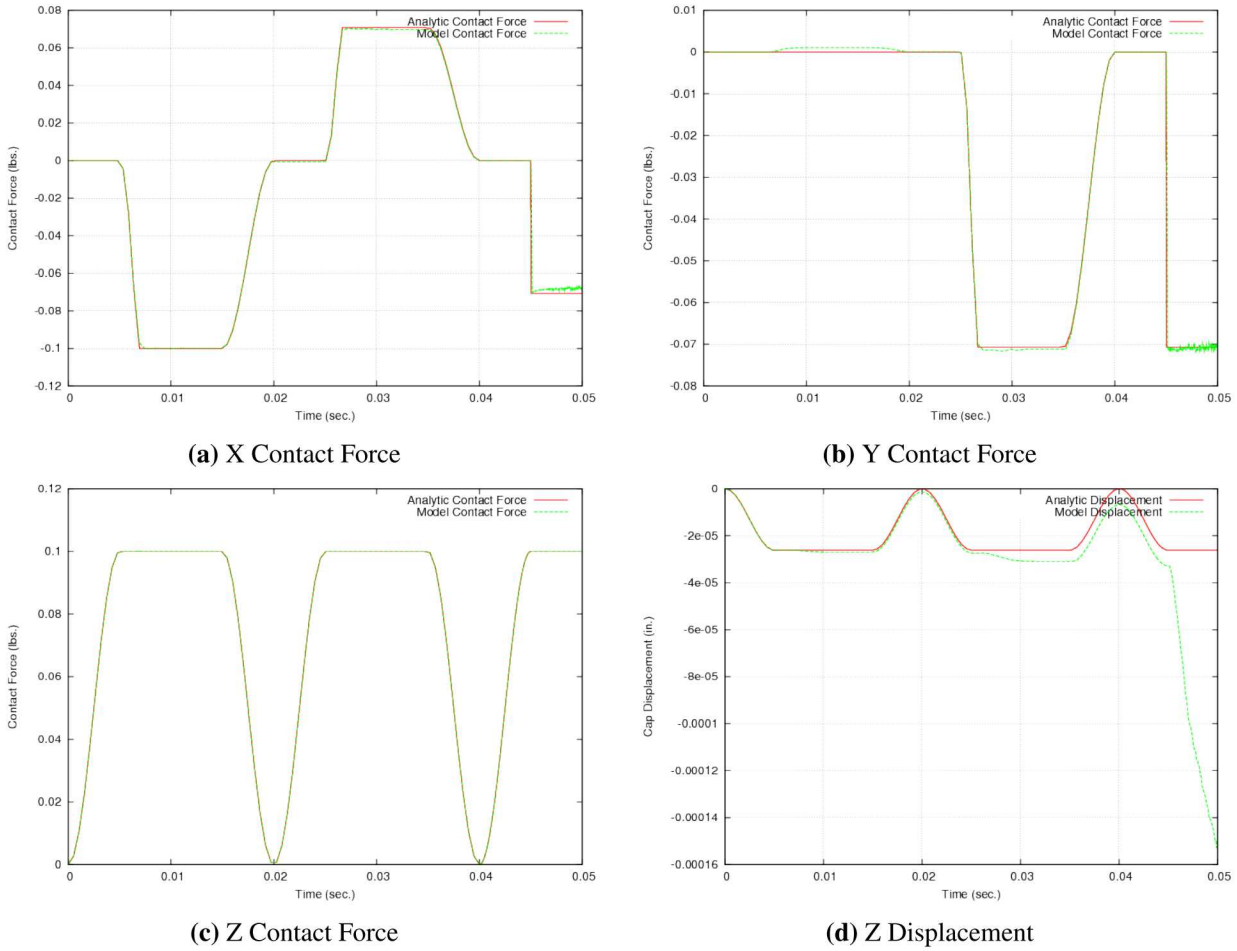 0.08
0.06
0.04
0.02
0
-0.02
-0.04
-0.06
-0.08
-0.1
-0.12
Contact Force (lbs.)
Analytic Contact Force
Model Contact Force
0 0.01 0.02 0.03 0.04 0.05
Time (sec.)
(a) X Contact Force
0.01
0
-0.01
-0.02
-0.03
-0.04
-0.05
-0.06
-0.07
-0.08
Contact Force (lbs.)
Analytic Contact Force
Model Contact Force
0 0.01 0.02 0.03 0.04 0.05
Time (sec.)
(b) Y Contact Force
0.12
0.1
0.08
0.06
0.04
0.02
0
Contact Force (lbs.)
Analytic Contact Force
Model Contact Force
0 0.01 0.02 0.03 0.04 0.05
Time (sec.)
(c) Z Contact Force
0
-2e-05
-4e-05
-6e-05
-8e-05
-0.0001
-0.00012
-0.00014
-0.00016
Cap Displacement (in.)
Analytic Displacement
Model Displacement
0 0.01 0.02 0.03 0.04 0.05
Time (sec.)
(d) Z Displacement